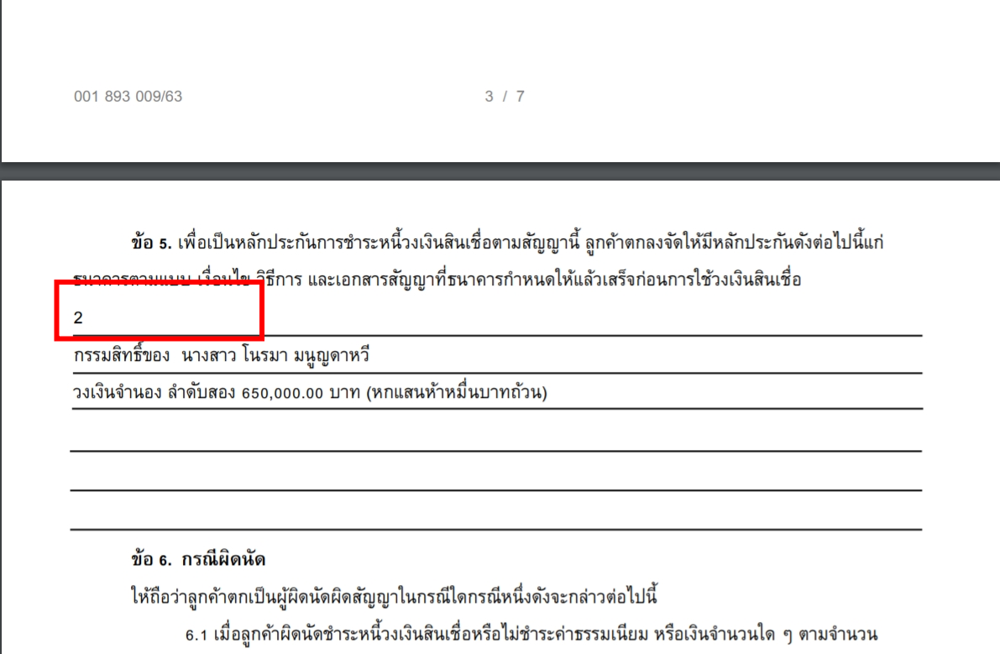 001 893 009/63
3 / 7
ข้อ 5. เพื่อเป็นหลักประกันการชำระหนี้วงเงินสินเชื่อตามสัญญานี้ ลูกค้าตกลงจัดให้มีหลักประกันดังต่อไปนี้แก่
ธนาคารตามแบบ เงื่อนไข วิธีการ และเอกสารสัญญาที่ธนาคารกำหนดให้แล้วเสร็จก่อนการใช้วงเงินสินเชื่อ
2
กรรมสิทธิ์ของ นางสาว โนรมา มนูญดาหวี
วงเงินจำนอง ลำดับสอง 650,000.00 บาท (หกแสนห้าหมื่นบาทถ้วน)
ข้อ 6. กรณีผิดนัด
ให้ถือว่าลูกค้าตกเป็นผู้ผิดนัดผิดสัญญาในกรณีใดกรณีหนึ่งดังจะกล่าวต่อไปนี้
6.1 เมื่อลูกค้าผิดนัดชำระหนี้วงเงินสินเชื่อหรือไม่ชำระค่าธรรมเนียม หรือเงินจำนวนใด ๆ ตามจำนวน